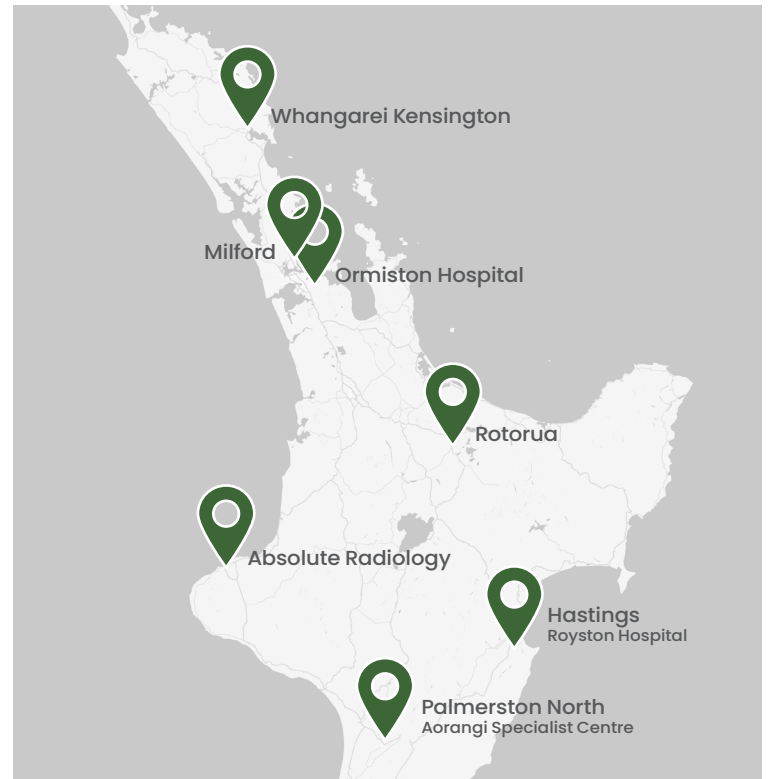 Whangarei Kensington
Milford
Ormiston Hospital
Rotorua
Absolute Radiology
Hastings
Royston Hospital
Palmerston North
Aorangi Specialist Centre